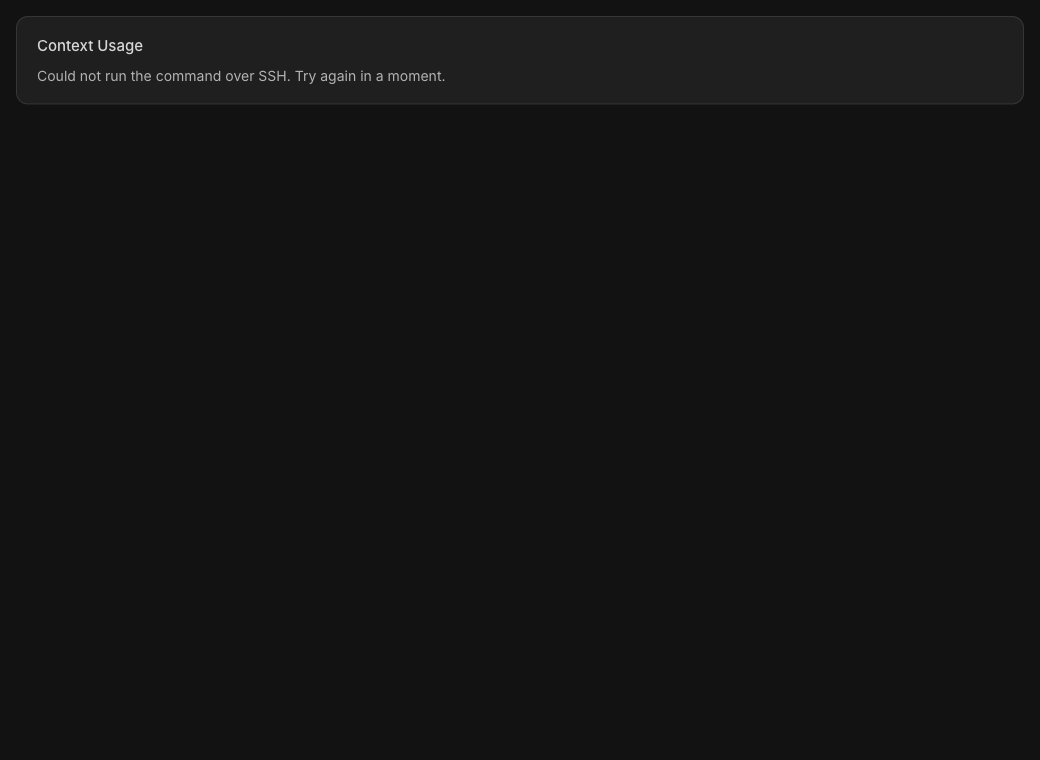 Context Usage
Could not run the command over SSH. Try again in a moment.